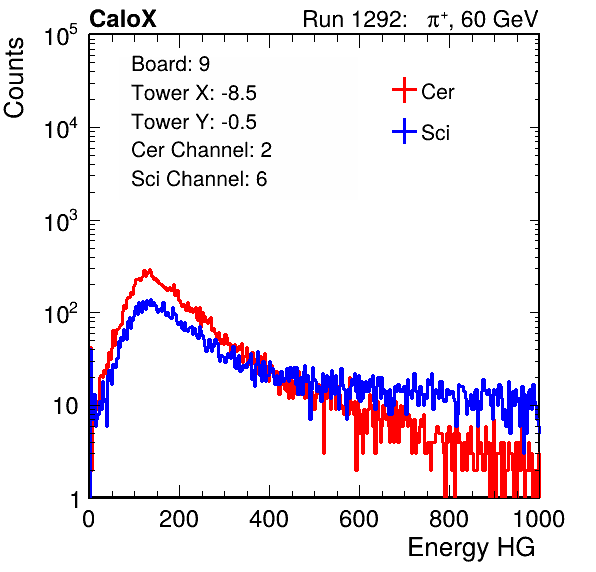 CaloX Run 1292: π⁺, 60 GeV
Counts
10⁵
10⁴
10³
10²
10
1
Board: 9
Tower X: -8.5
Tower Y: -0.5
Cer Channel: 2
Sci Channel: 6
Cer
Sci
0 200 400 600 800 1000
Energy HG